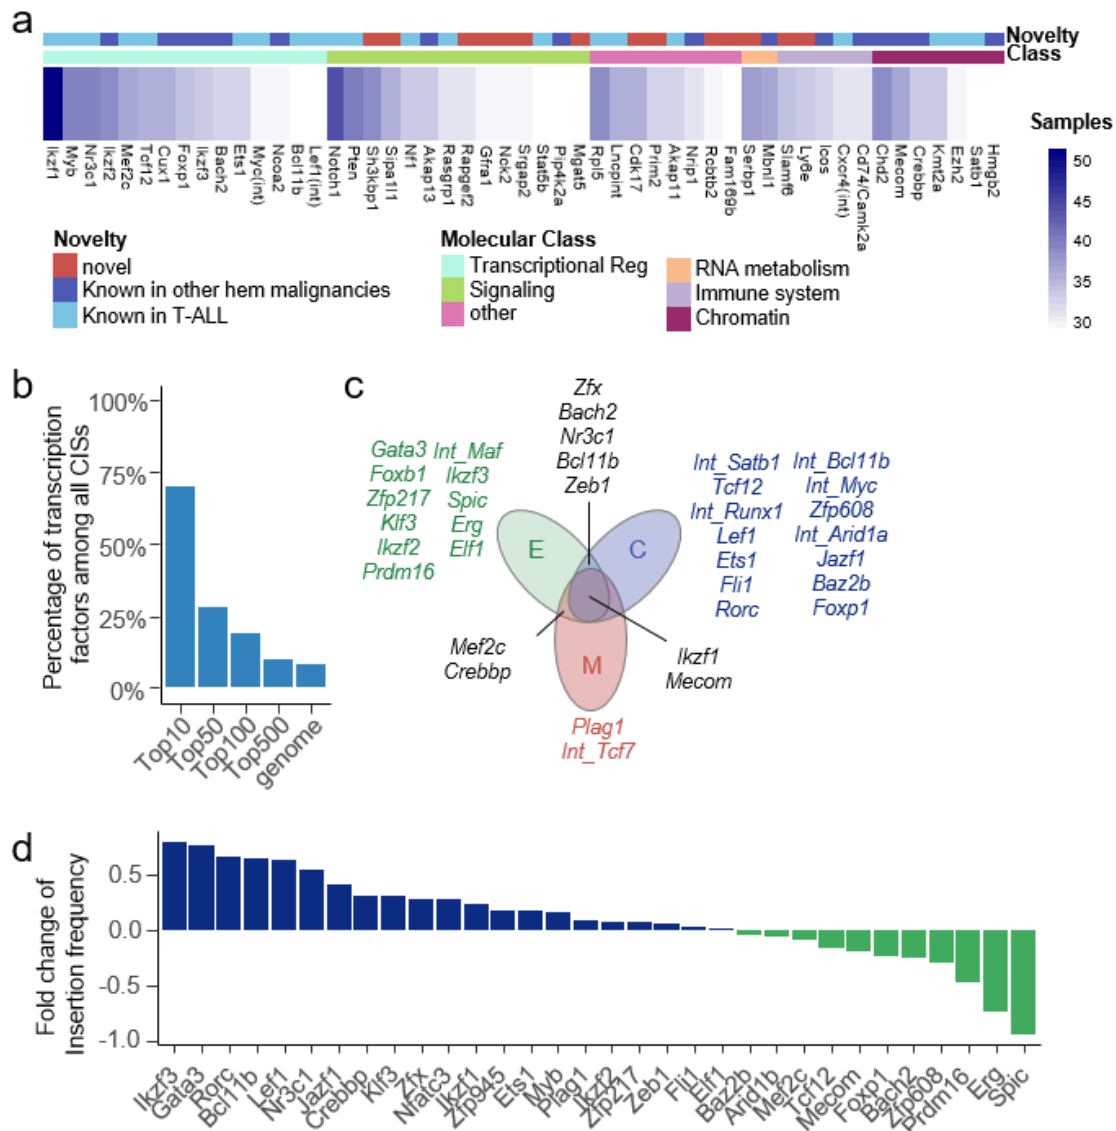 a
Novelty
Class
Ikzf1
Myb
Nr3c1
Ikzf2
Mef2c
Tcf12
Cux1
Foxp1
Ikzf3
Bach2
Ets1
Myc(int)
Ncoa2
Bcl11b
Lef1(int)
Notch1
Pten
Sh3kbp1
Sipa1l1
Nf1
Akap13
Rasgrp1
Rapgef2
Gfra1
Nck2
Srgap2
Stat5b
Pip4k2a
Mgat5
Rpl5
Lncpint
Cdk17
Prim2
Akap11
Nrip1
Rcbtb2
Fam169b
Serbp1
Mbnl1
Slamf6
Ly6e
Icos
Cxcr4(int)
Cd74/Camk2a
Chd2
Mecom
Crebbp
Kmt2a
Ezh2
Satb1
Hmgb2
Samples
50
45
40
35
30
Novelty
novel
Known in other hem malignancies
Known in T-ALL
Molecular Class
Transcriptional Reg
Signaling
other
RNA metabolism
Immune system
Chromatin
b
Percentage of transcription
factors among all CISs
100%
75%
50%
25%
0%
Top10
Top50
Top100
Top500
genome
c
Zfx
Bach2
Nr3c1
Bcl11b
Zeb1
Gata3 Int_Maf
Foxb1 Ikzf3
Zfp217 Spic
Klf3 Erg
Ikzf2 Elf1
Prdm16
Int_Satb1 Int_Bcl11b
Tcf12 Int_Myc
Int_Runx1 Zfp608
Lef1 Int_Arid1a
Ets1 Jazf1
Fli1 Baz2b
Rorc Foxp1
E
C
M
Mef2c
Crebbp
Ikzf1
Mecom
Plag1
Int_Tcf7
d
Fold change of
Insertion frequency
0.5
0.0
-0.5
-1.0
Ikzf3
Gata3
Rorc
Bcl11b
Lef1
Nr3c1
Jazf1
Crebbp
Klf3
Zfx
Nfatc3
Ikzf1
Zfp945
Ets1
Myb
Plag1
Ikzf2
Zfp217
Zeb1
Fli1
Elf1
Baz2b
Arid1b
Mef2c
Tcf12
Mecom
Foxp1
Bach2
Zfp608
Prdm16
Erg
Spic